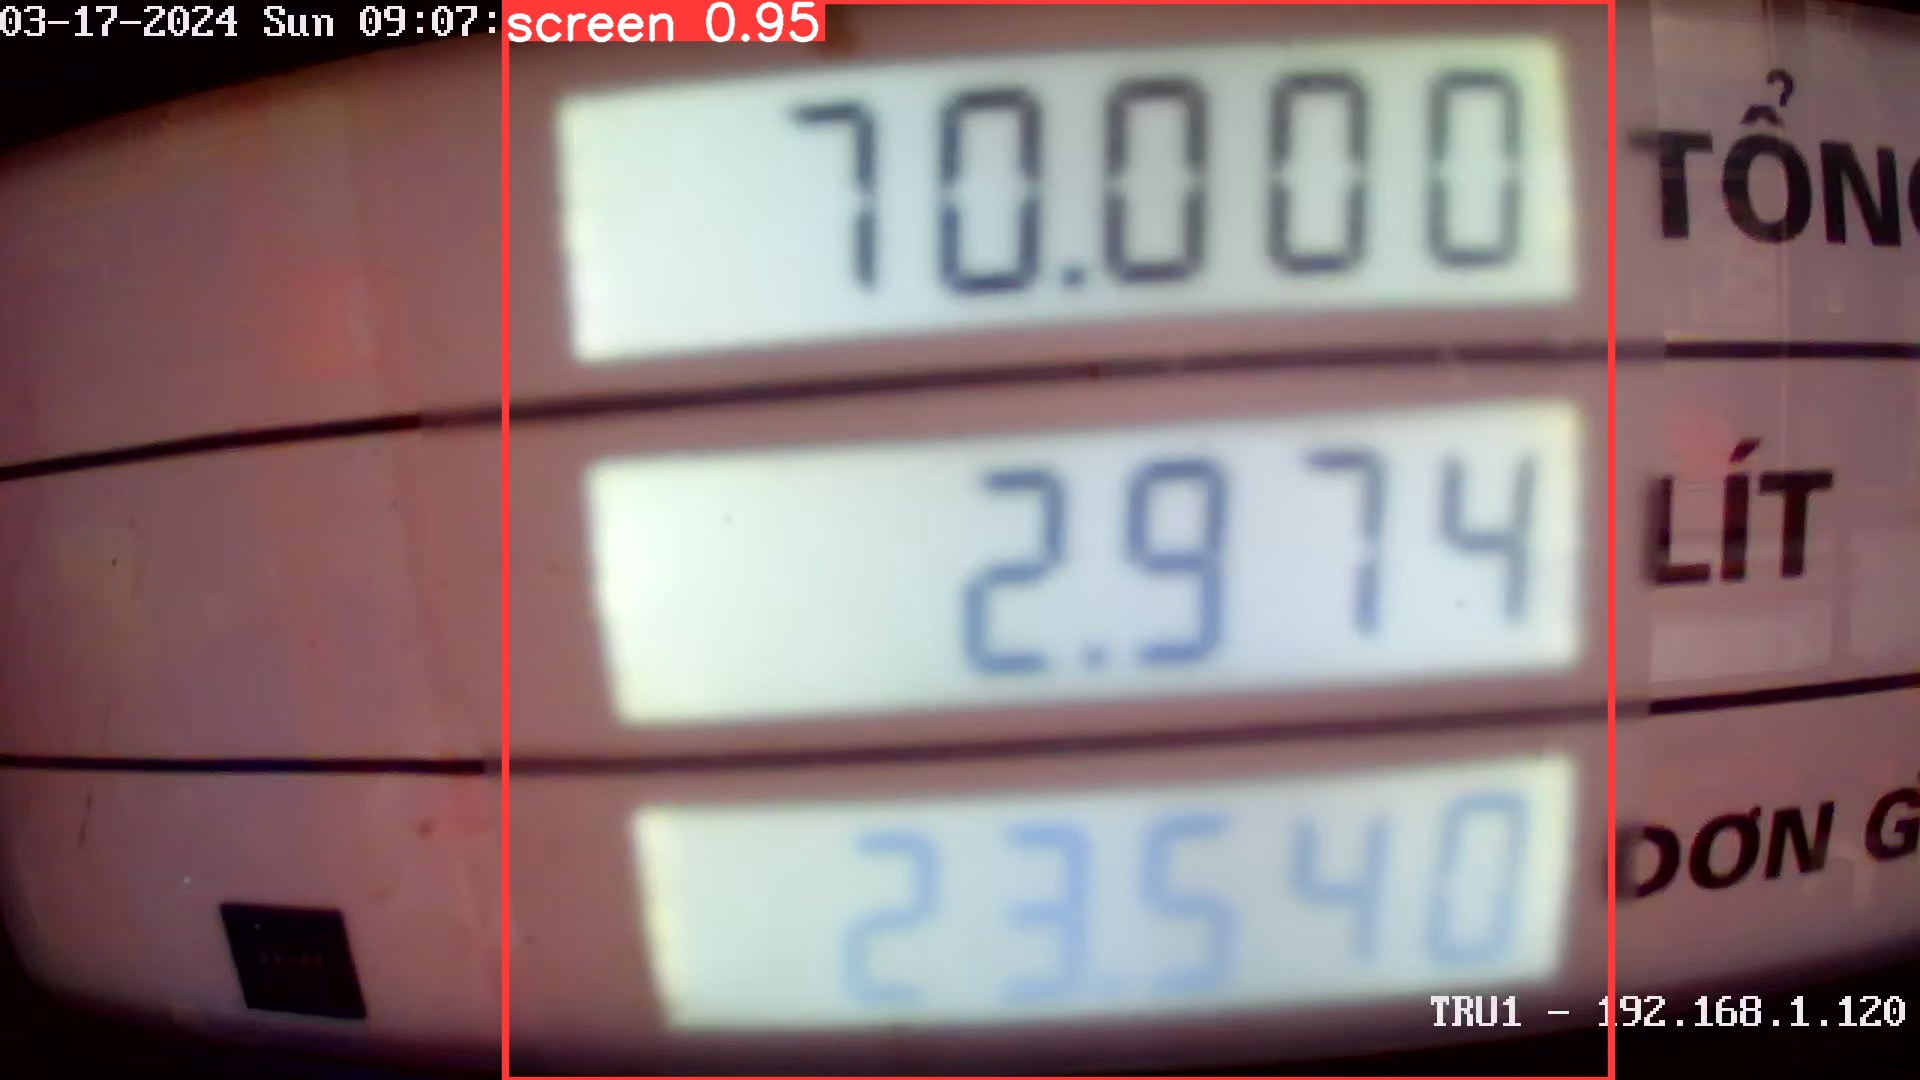 03-17-2024 Sun 09:07:
screen 0.95
70.000
TỔNG
2.974
LÍT
23.540
ĐƠN G
TRU1 - 192.168.1.120